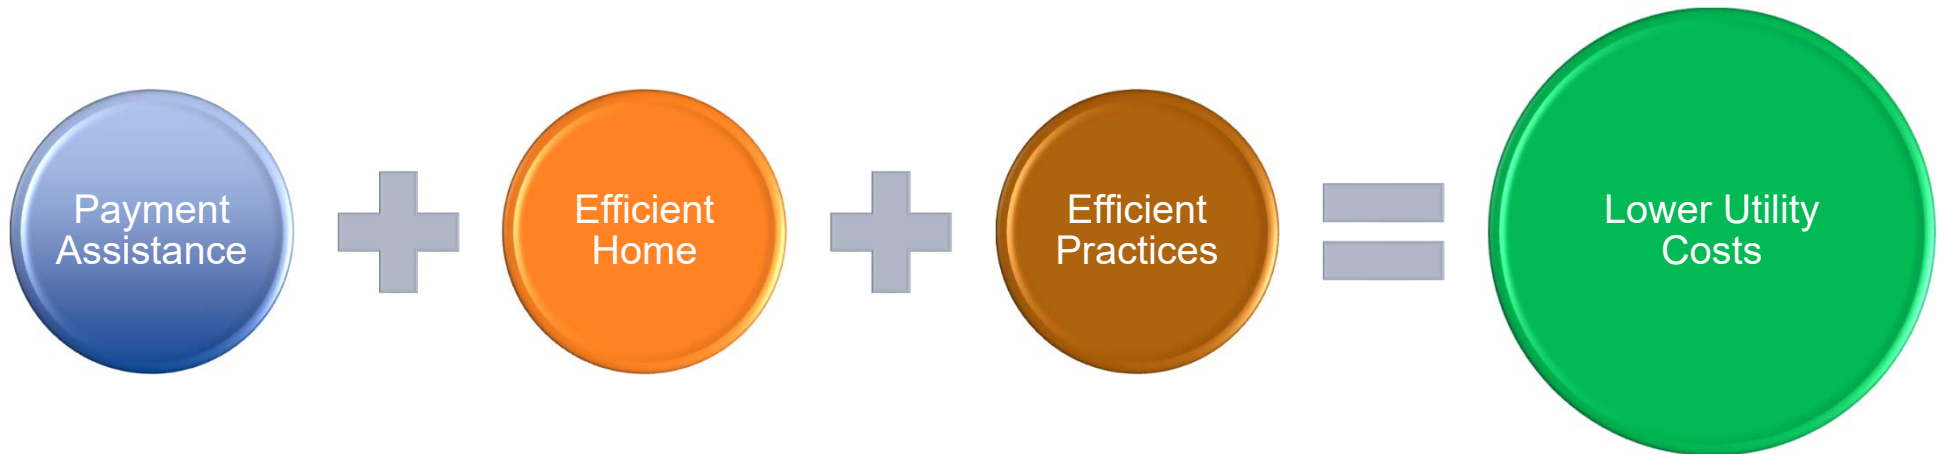 Payment
Assistance
Efficient
Home
Efficient
Practices
Lower Utility
Costs